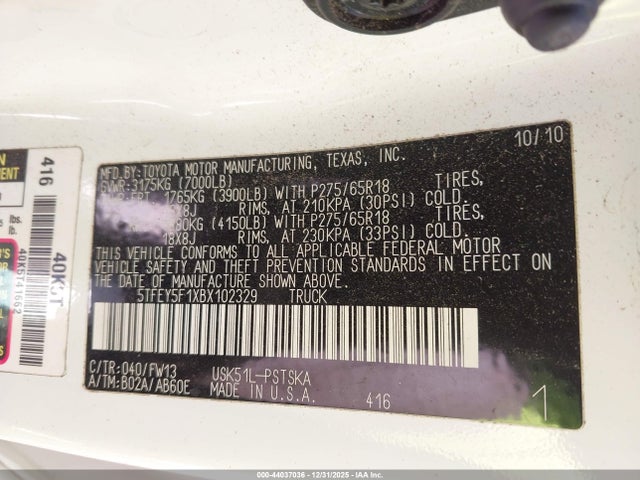 10/10
MFD.BY:TOYOTA MOTOR MANUFACTURING, TEXAS, INC.
GVWR:3175KG (7000LB)
1765KG (3900LB) WITH P275/65R18 TIRES,
RIMS, AT 210KPA (30PSI) COLD.
(4150LB) WITH P275/65R18 TIRES,
18X8J RIMS, AT 230KPA (33PSI) COLD.
THIS VEHICLE CONFORMS TO ALL APPLICABLE FEDERAL MOTOR
VEHICLE SAFETY AND THEFT PREVENTION STANDARDS IN EFFECT ON
THE DATE OF MANUFACTURE SHOWN ABOVE.
5TFEY5F1XBX102329 TRUCK
C/TR:040/FW13 USK51L-PSTSKA
A/TM:B02A/AB60E MADE IN U.S.A. 416 1
416
40K5T
40K5T41662
lbs.
000-44037036 - 12/31/2025 - IAA Inc.